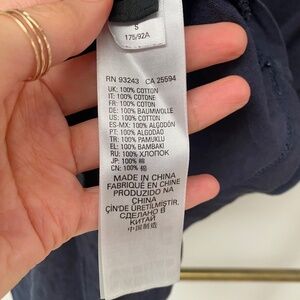 S
175/92A
RN 93243 CA 25594
UK: 100% COTTON
IT: 100% COTONE
FR: 100% COTON
DE: 100% BAUMWOLLE
US: 100% COTTON
ES-MX: 100% ALGODÓN
PT: 100% ALGODÃO
TR: 100% PAMUKLU
EL: 100% BAMBAKI
RU: 100% ХЛОПОК
JP: 100% 綿
CN: 100% 棉
MADE IN CHINA
FABRIQUÉ EN CHINE
PRODUZIDO NA
CHINA
ÇİN'DE ÜRETİLMİŞTİR,
СДЕЛАНО В
КИТАЙ
中国制造